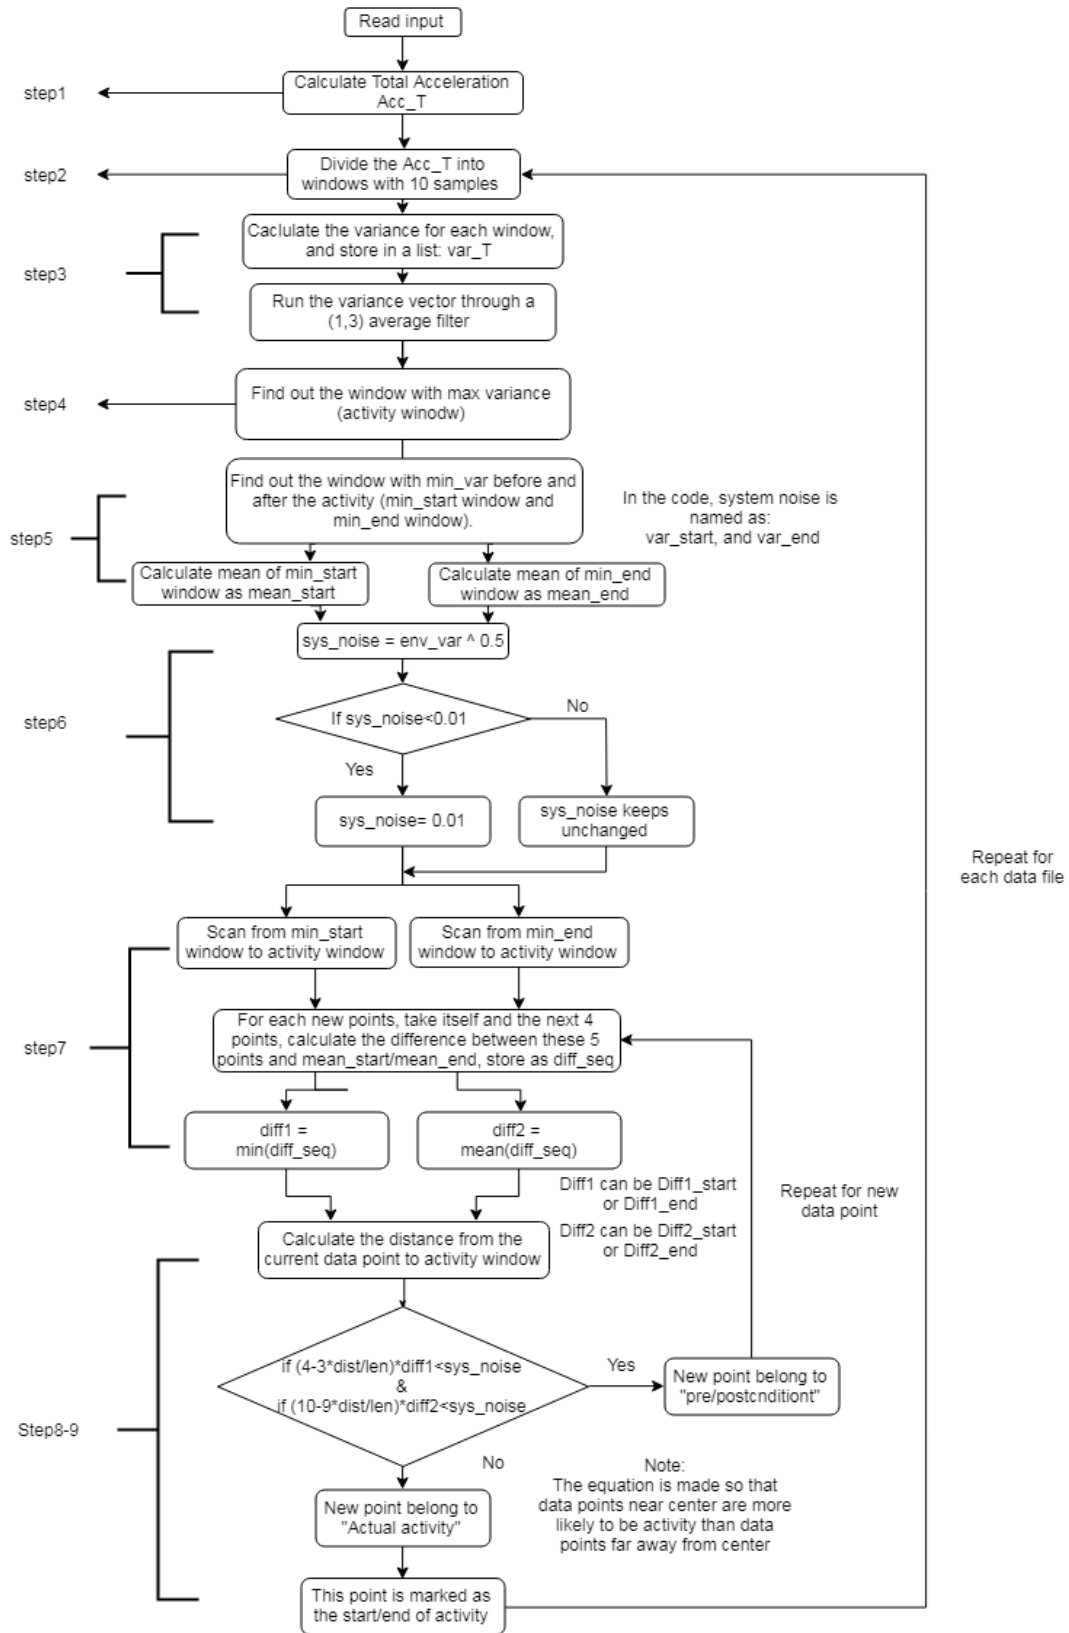 Read input
step1
Calculate Total Acceleration
Acc_T
step2
Divide the Acc_T into
windows with 10 samples
step3
Caclulate the variance for each window,
and store in a list: var_T
Run the variance vector through a
(1,3) average filter
step4
Find out the window with max variance
(activity winodw)
step5
Find out the window with min_var before and
after the activity (min_start window and
min_end window).
In the code, system noise is
named as:
var_start, and var_end
Calculate mean of min_start
window as mean_start
Calculate mean of min_end
window as mean_end
step6
sys_noise = env_var ^ 0.5
If sys_noise<0.01
No
Yes
sys_noise= 0.01
sys_noise keeps
unchanged
Repeat for
each data file
step7
Scan from min_start
window to activity window
Scan from min_end
window to activity window
For each new points, take itself and the next 4
points, calculate the difference between these 5
points and mean_start/mean_end, store as diff_seq
diff1 =
min(diff_seq)
diff2 =
mean(diff_seq)
Diff1 can be Diff1_start
or Diff1_end
Diff2 can be Diff2_start
or Diff2_end
Repeat for new
data point
Step8-9
Calculate the distance from the
current data point to activity window
if (4-3*dist/len)*diff1<sys_noise
&
if (10-9*dist/len)*diff2<sys_noise
Yes
New point belong to
"pre/postcnditiont"
No
New point belong to
"Actual activity"
Note:
The equation is made so that
data points near center are more
likely to be activity than data
points far away from center
This point is marked as
the start/end of activity